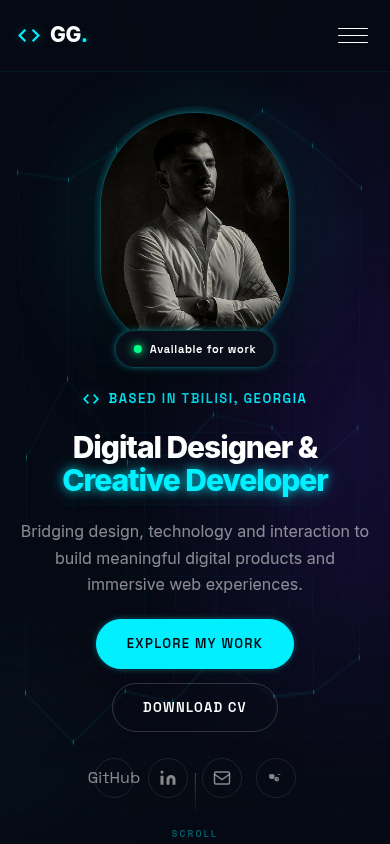 GG.
Available for work
BASED IN TBILISI, GEORGIA
Digital Designer &
Creative Developer
Bridging design, technology and interaction to
build meaningful digital products and
immersive web experiences.
EXPLORE MY WORK
DOWNLOAD CV
GitHub
SCROLL